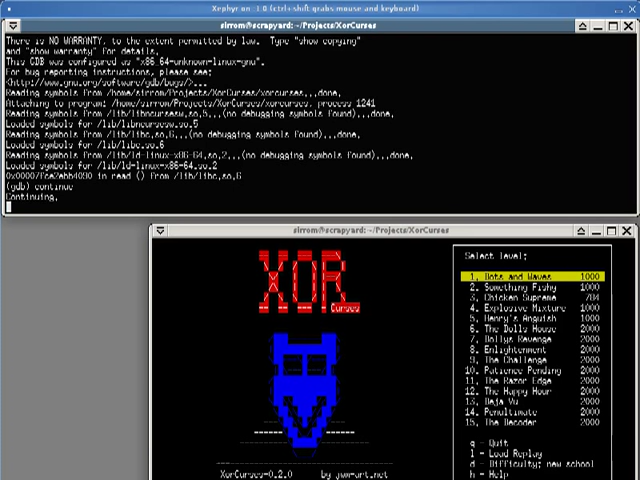 Zephyr on :1.0 (ctrl+shift grabs mouse and keyboard)
sirrom@scrapyard: ~/Projects/XorCurses
There is NO WARRANTY, to the extent permitted by law.  Type "show copying"
and "show warranty" for details.
This GDB was configured as "x86_64-unknown-linux-gnu".
For bug reporting instructions, please see:
<http://www.gnu.org/software/gdb/bugs/>...
Reading symbols from /home/sirrom/Projects/XorCurses/xorcurses...done.
Attaching to program: /home/sirrom/Projects/XorCurses/xorcurses, process 1241
Reading symbols from /lib/libncursesw.so.5...(no debugging symbols found)...done.
Loaded symbols for /lib/libncursesw.so.5
Reading symbols from /lib/libc.so.6...(no debugging symbols found)...done.
Loaded symbols for /lib/libc.so.6
Reading symbols from /lib/ld-linux-x86-64.so.2...(no debugging symbols found)...done.
Loaded symbols for /lib/ld-linux-x86-64.so.2
0x00007fce2ebb4090 in read () from /lib/libc.so.6
(gdb) continue
Continuing.
sirrom@scrapyard: ~/Projects/XorCurses
XOR
Curses
XorCurses-0.2.0 by jwm-art.net
Select level:
1. Dots and Waves 1000
2. Something Fishy 1000
3. Chicken Supreme 784
4. Explosive Mixture 1000
5. Henry's Anguish 1000
6. The Dolls House 2000
7. Dollys Revenge 2000
8. Enlightenment 2000
9. The Challenge 2000
10. Patience Pending 2000
11. The Razor Edge 2000
12. The Happy Hour 2000
13. Deja Vu 2000
14. Penultimate 2000
15. The Decoder 2000
q - Quit
l - Load Replay
d - Difficulty: new school
h - Help